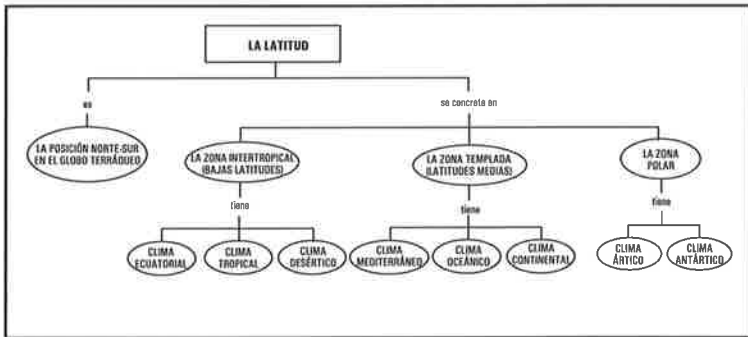 LA LATITUD
es
se concreta en
LA POSICIÓN NORTE-SUR
EN EL GLOBO TERRÁQUEO
LA ZONA INTERTROPICAL
(BAJAS LATITUDES)
LA ZONA TEMPLADA
(LATITUDES MEDIAS)
LA ZONA
POLAR
tiene
tiene
tiene
CLIMA
ECUATORIAL
CLIMA
TROPICAL
CLIMA
DESÉRTICO
CLIMA
MEDITERRÁNEO
CLIMA
OCEÁNICO
CLIMA
CONTINENTAL
CLIMA
ÁRTICO
CLIMA
ANTÁRTICO